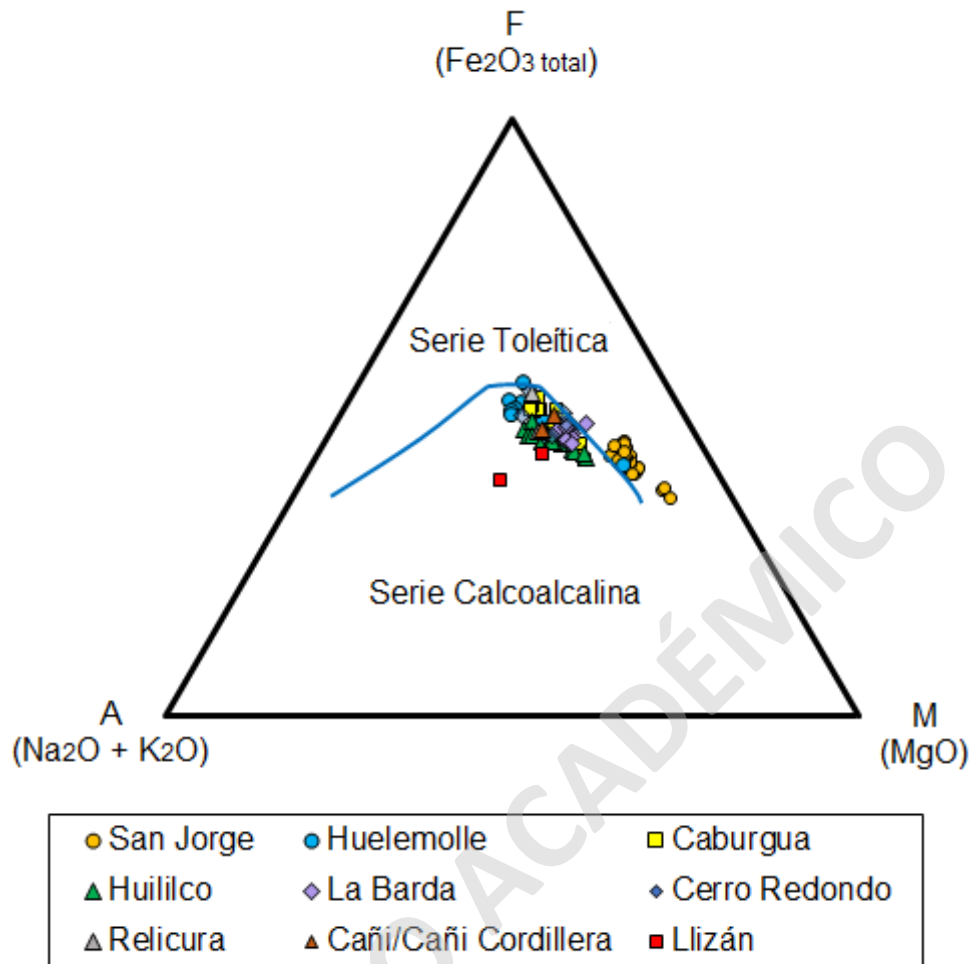 F
(Fe2O3 total)
Serie Toleítica
Serie Calcoalcalina
A
(Na2O + K2O)
M
(MgO)
San Jorge Huelemolle Caburgua
Huililco La Barda Cerro Redondo
Relicura Cañi/Cañi Cordillera Llizán
O ACADÉMICO